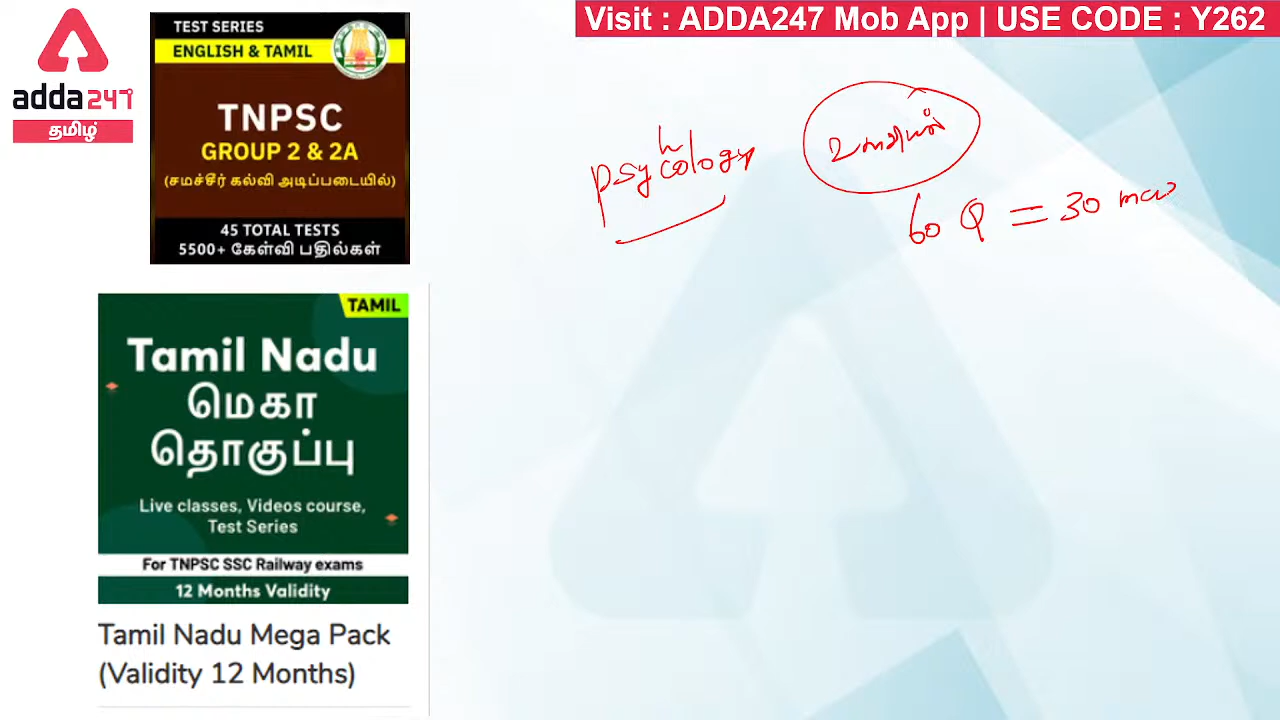 Visit : ADDA247 Mob App | USE CODE : Y262
adda247
தமிழ்
TEST SERIES
ENGLISH & TAMIL
TNPSC
GROUP 2 & 2A
(சமச்சீர் கல்வி அடிப்படையில்)
45 TOTAL TESTS
5500+ கேள்வி பதில்கள்
psychology
உளவியல்
60 Q = 30
TAMIL
Tamil Nadu
மெகா
தொகுப்பு
Live classes, Videos course,
Test Series
For TNPSC SSC Railway exams
12 Months Validity
Tamil Nadu Mega Pack
(Validity 12 Months)